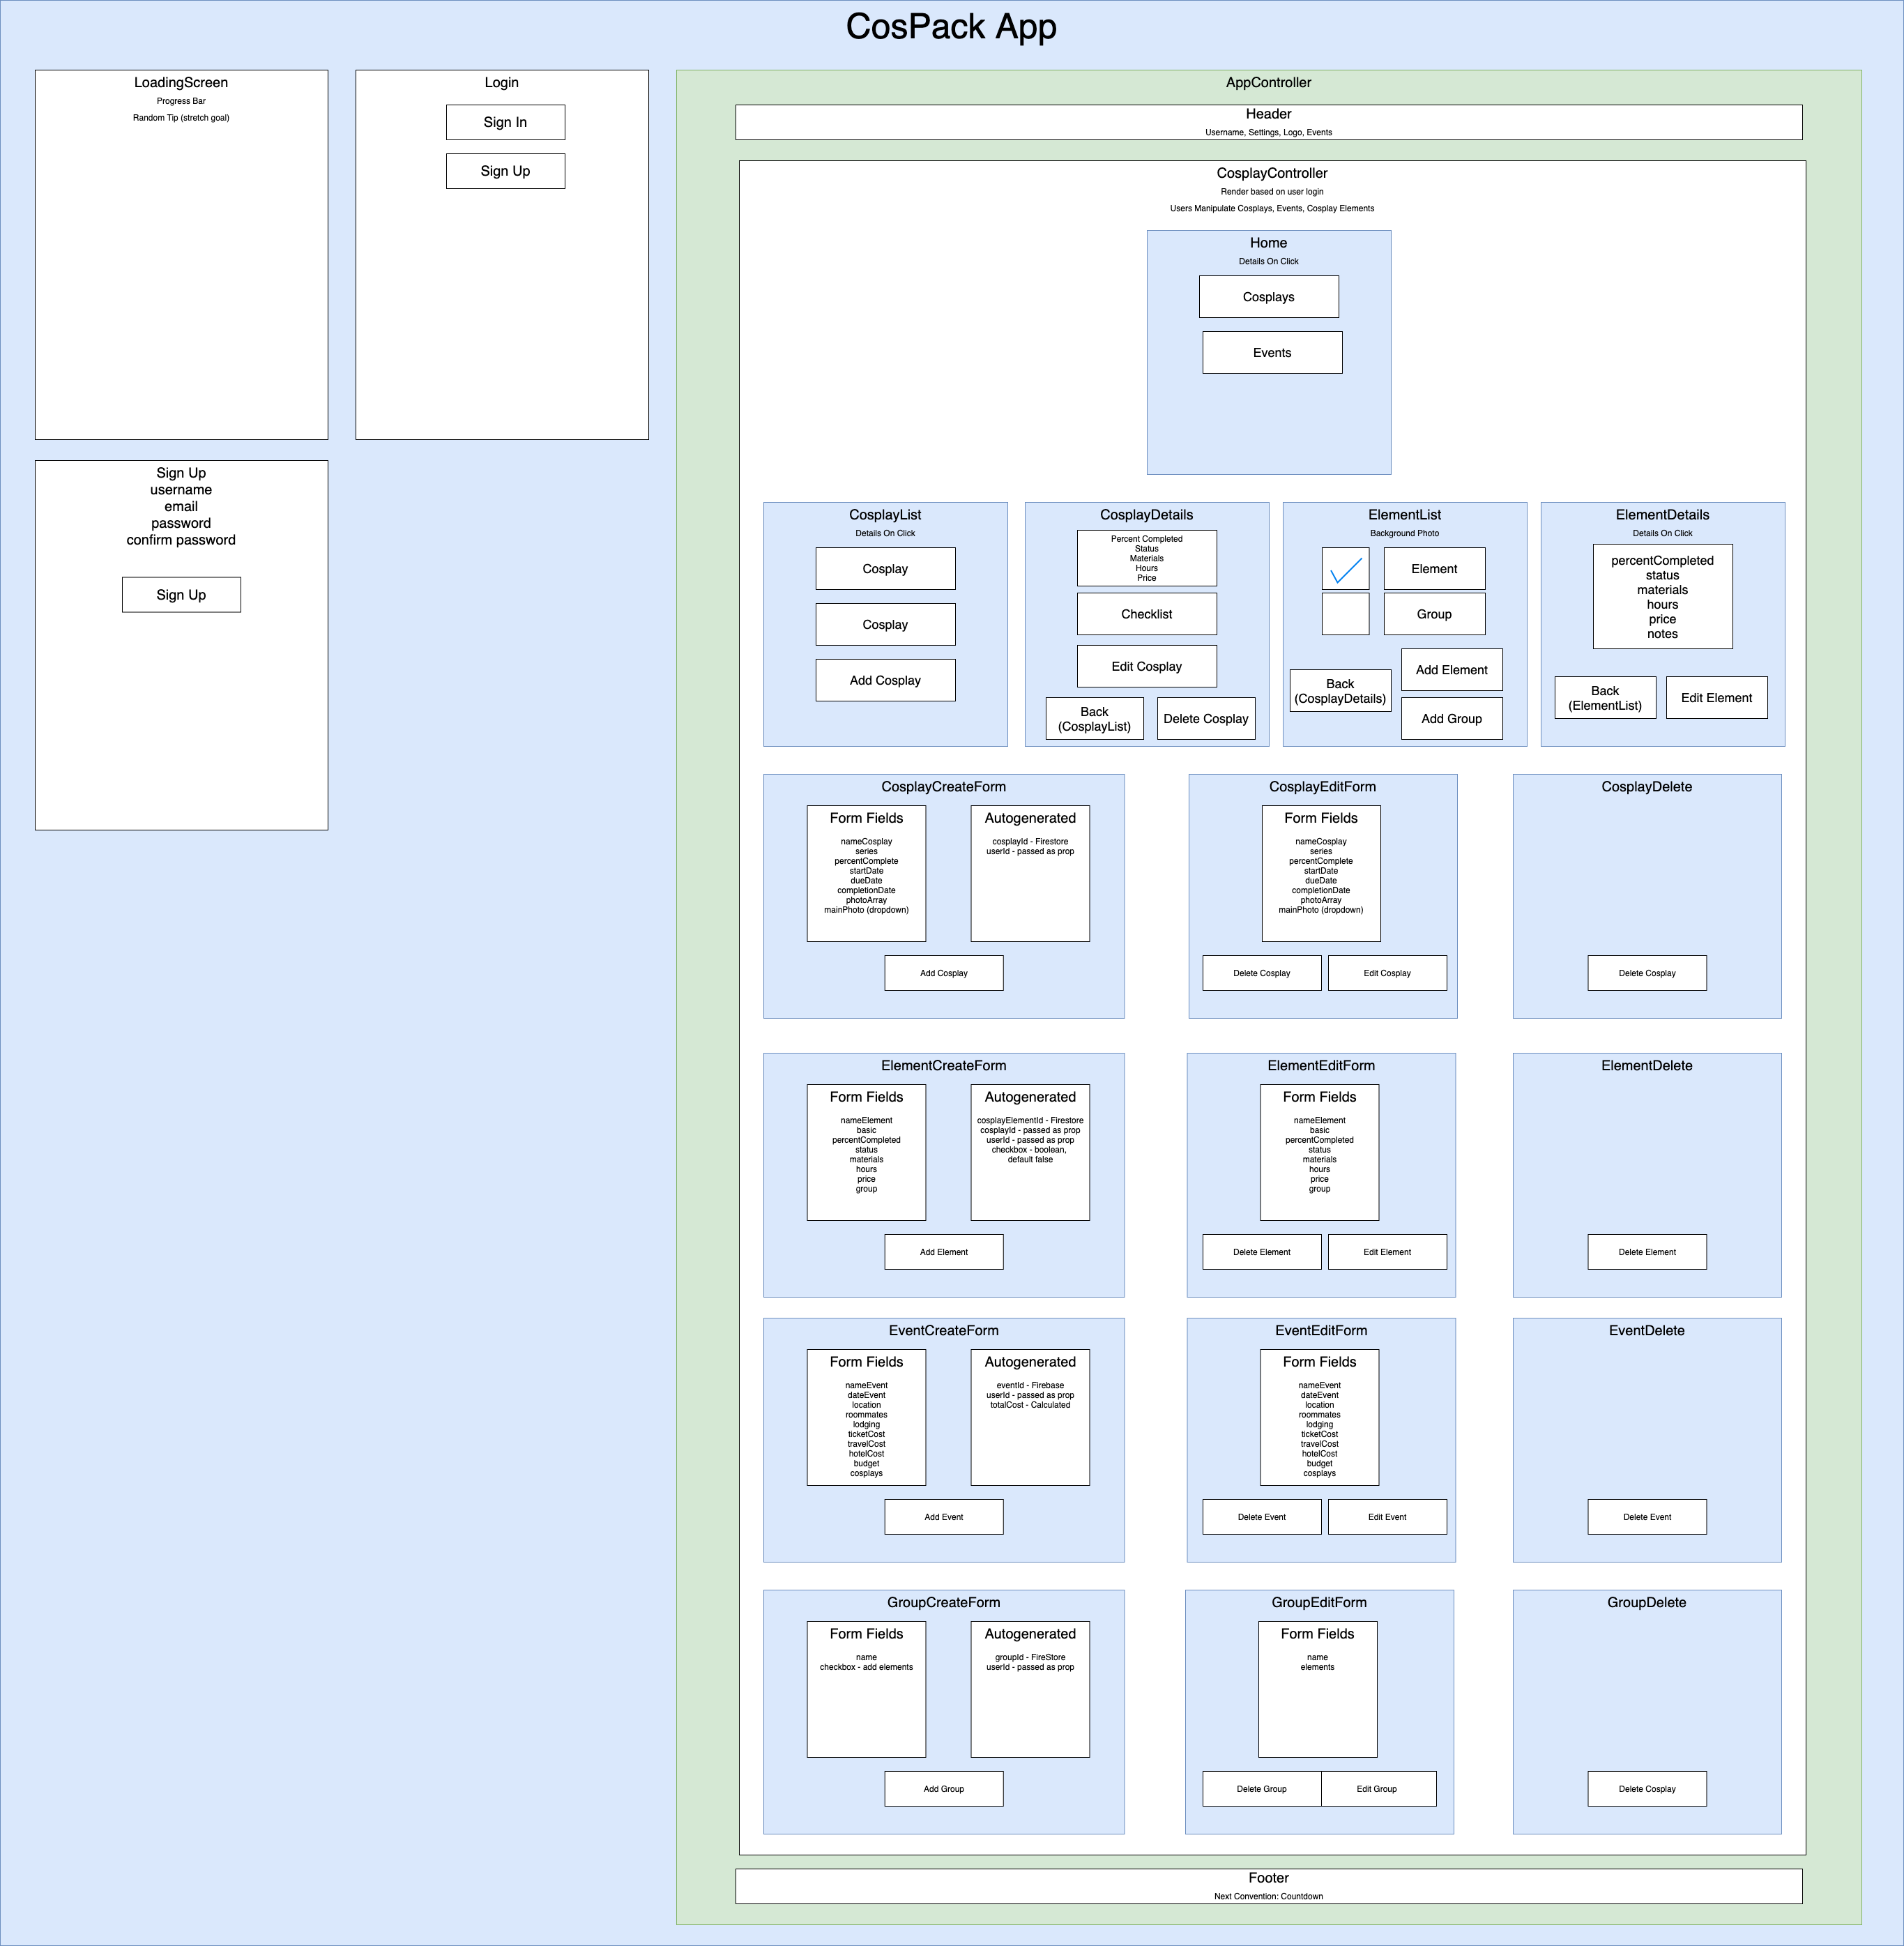 CosPack App
LoadingScreen
Progress Bar
Random Tip (stretch goal)
Login
Sign In
Sign Up
Sign Up
username
email
password
confirm password
Sign Up
AppController
Header
Username, Settings, Logo, Events
CosplayController
Render based on user login
Users Manipulate Cosplays, Events, Cosplay Elements
Home
Details On Click
Cosplays
Events
CosplayList
Details On Click
Cosplay
Cosplay
Add Cosplay
CosplayDetails
Percent Completed
Status
Materials
Hours
Price
Checklist
Edit Cosplay
Back
(CosplayList)
Delete Cosplay
ElementList
Background Photo
Element
Group
Add Element
Back
(CosplayDetails)
Add Group
ElementDetails
Details On Click
percentCompleted
status
materials
hours
price
notes
Back
(ElementList)
Edit Element
CosplayCreateForm
Form Fields
nameCosplay
series
percentComplete
startDate
dueDate
completionDate
photoArray
mainPhoto (dropdown)
Autogenerated
cosplayId - Firestore
userId - passed as prop
Add Cosplay
CosplayEditForm
Form Fields
nameCosplay
series
percentComplete
startDate
dueDate
completionDate
photoArray
mainPhoto (dropdown)
Delete Cosplay
Edit Cosplay
CosplayDelete
Delete Cosplay
ElementCreateForm
Form Fields
nameElement
basic
percentCompleted
status
materials
hours
price
group
Autogenerated
cosplayElementId - Firestore
cosplayId - passed as prop
userId - passed as prop
checkbox - boolean,
default false
Add Element
ElementEditForm
Form Fields
nameElement
basic
percentCompleted
status
materials
hours
price
group
Delete Element
Edit Element
ElementDelete
Delete Element
EventCreateForm
Form Fields
nameEvent
dateEvent
location
roommates
lodging
ticketCost
travelCost
hotelCost
budget
cosplays
Autogenerated
eventId - Firebase
userId - passed as prop
totalCost - Calculated
Add Event
EventEditForm
Form Fields
nameEvent
dateEvent
location
roommates
lodging
ticketCost
travelCost
hotelCost
budget
cosplays
Delete Event
Edit Event
EventDelete
Delete Event
GroupCreateForm
Form Fields
name
checkbox - add elements
Autogenerated
groupId - FireStore
userId - passed as prop
Add Group
GroupEditForm
Form Fields
name
elements
Delete Group
Edit Group
GroupDelete
Delete Cosplay
Footer
Next Convention: Countdown